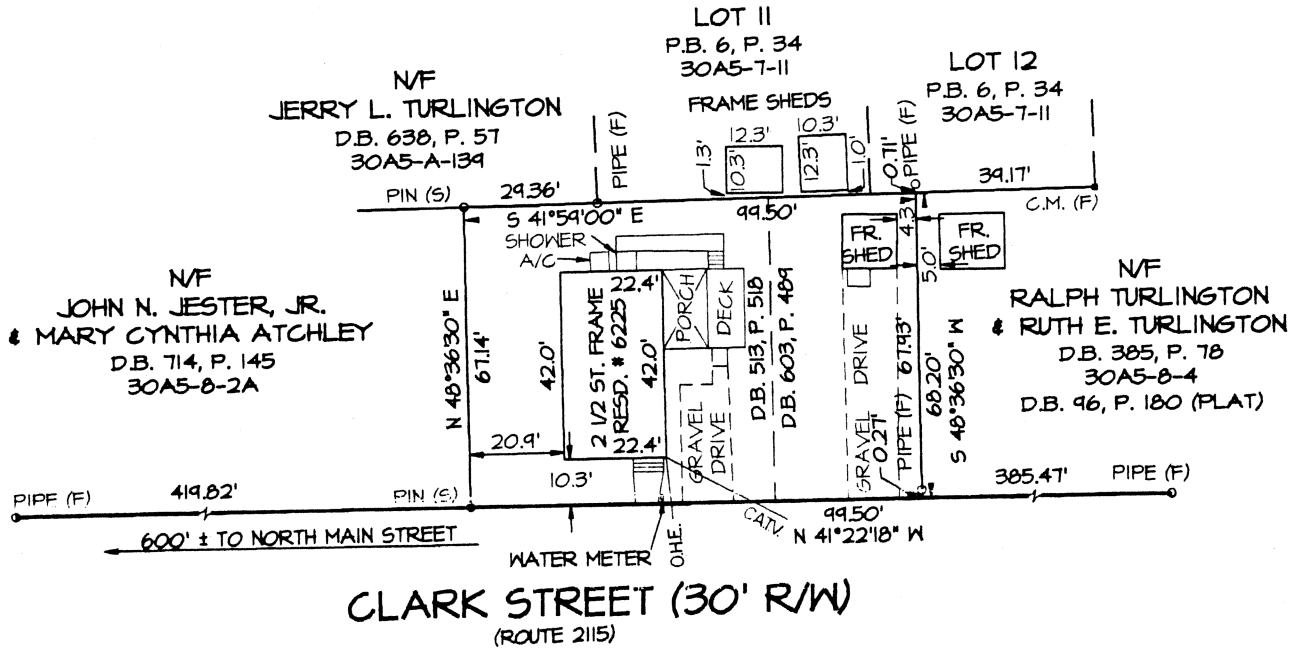 LOT 11
P.B. 6, P. 34
30A5-7-11
LOT 12
P.B. 6, P. 34
30A5-7-11
N/F
JERRY L. TURLINGTON
D.B. 638, P. 57
30A5-A-139
FRAME SHEDS
PIPE (F)
1.3'
12.3'
10.3'
10.3'
12.3'
1.0'
0.71'
PIPE (F)
PIN (S)
29.36'
S 41°59'00" E
99.50'
39.17'
C.M. (F)
SHOWER
A/C
22.4'
PORCH
DECK
FR.
SHED
4.3'
FR.
SHED
5.0'
N/F
JOHN N. JESTER, JR.
& MARY CYNTHIA ATCHLEY
D.B. 714, P. 145
30A5-8-2A
N 48°36'30" E
67.14'
42.0'
2 1/2 ST. FRAME
RESD. # 6225
42.0'
22.4'
20.9'
10.3'
GRAVEL
DRIVE
D.B. 513, P. 518
D.B. 603, P. 489
GRAVEL DRIVE
0.27'
PIPE (F) 67.93'
68.20'
S 48°36'30" W
N/F
RALPH TURLINGTON
& RUTH E. TURLINGTON
D.B. 385, P. 78
30A5-8-4
D.B. 96, P. 180 (PLAT)
PIPE (F)
419.82'
PIN (S)
99.50'
N 41°22'18" W
385.47'
PIPE (F)
600' ± TO NORTH MAIN STREET
WATER METER
O.H.E.
CATV.
CLARK STREET (30' R/W)
(ROUTE 2115)